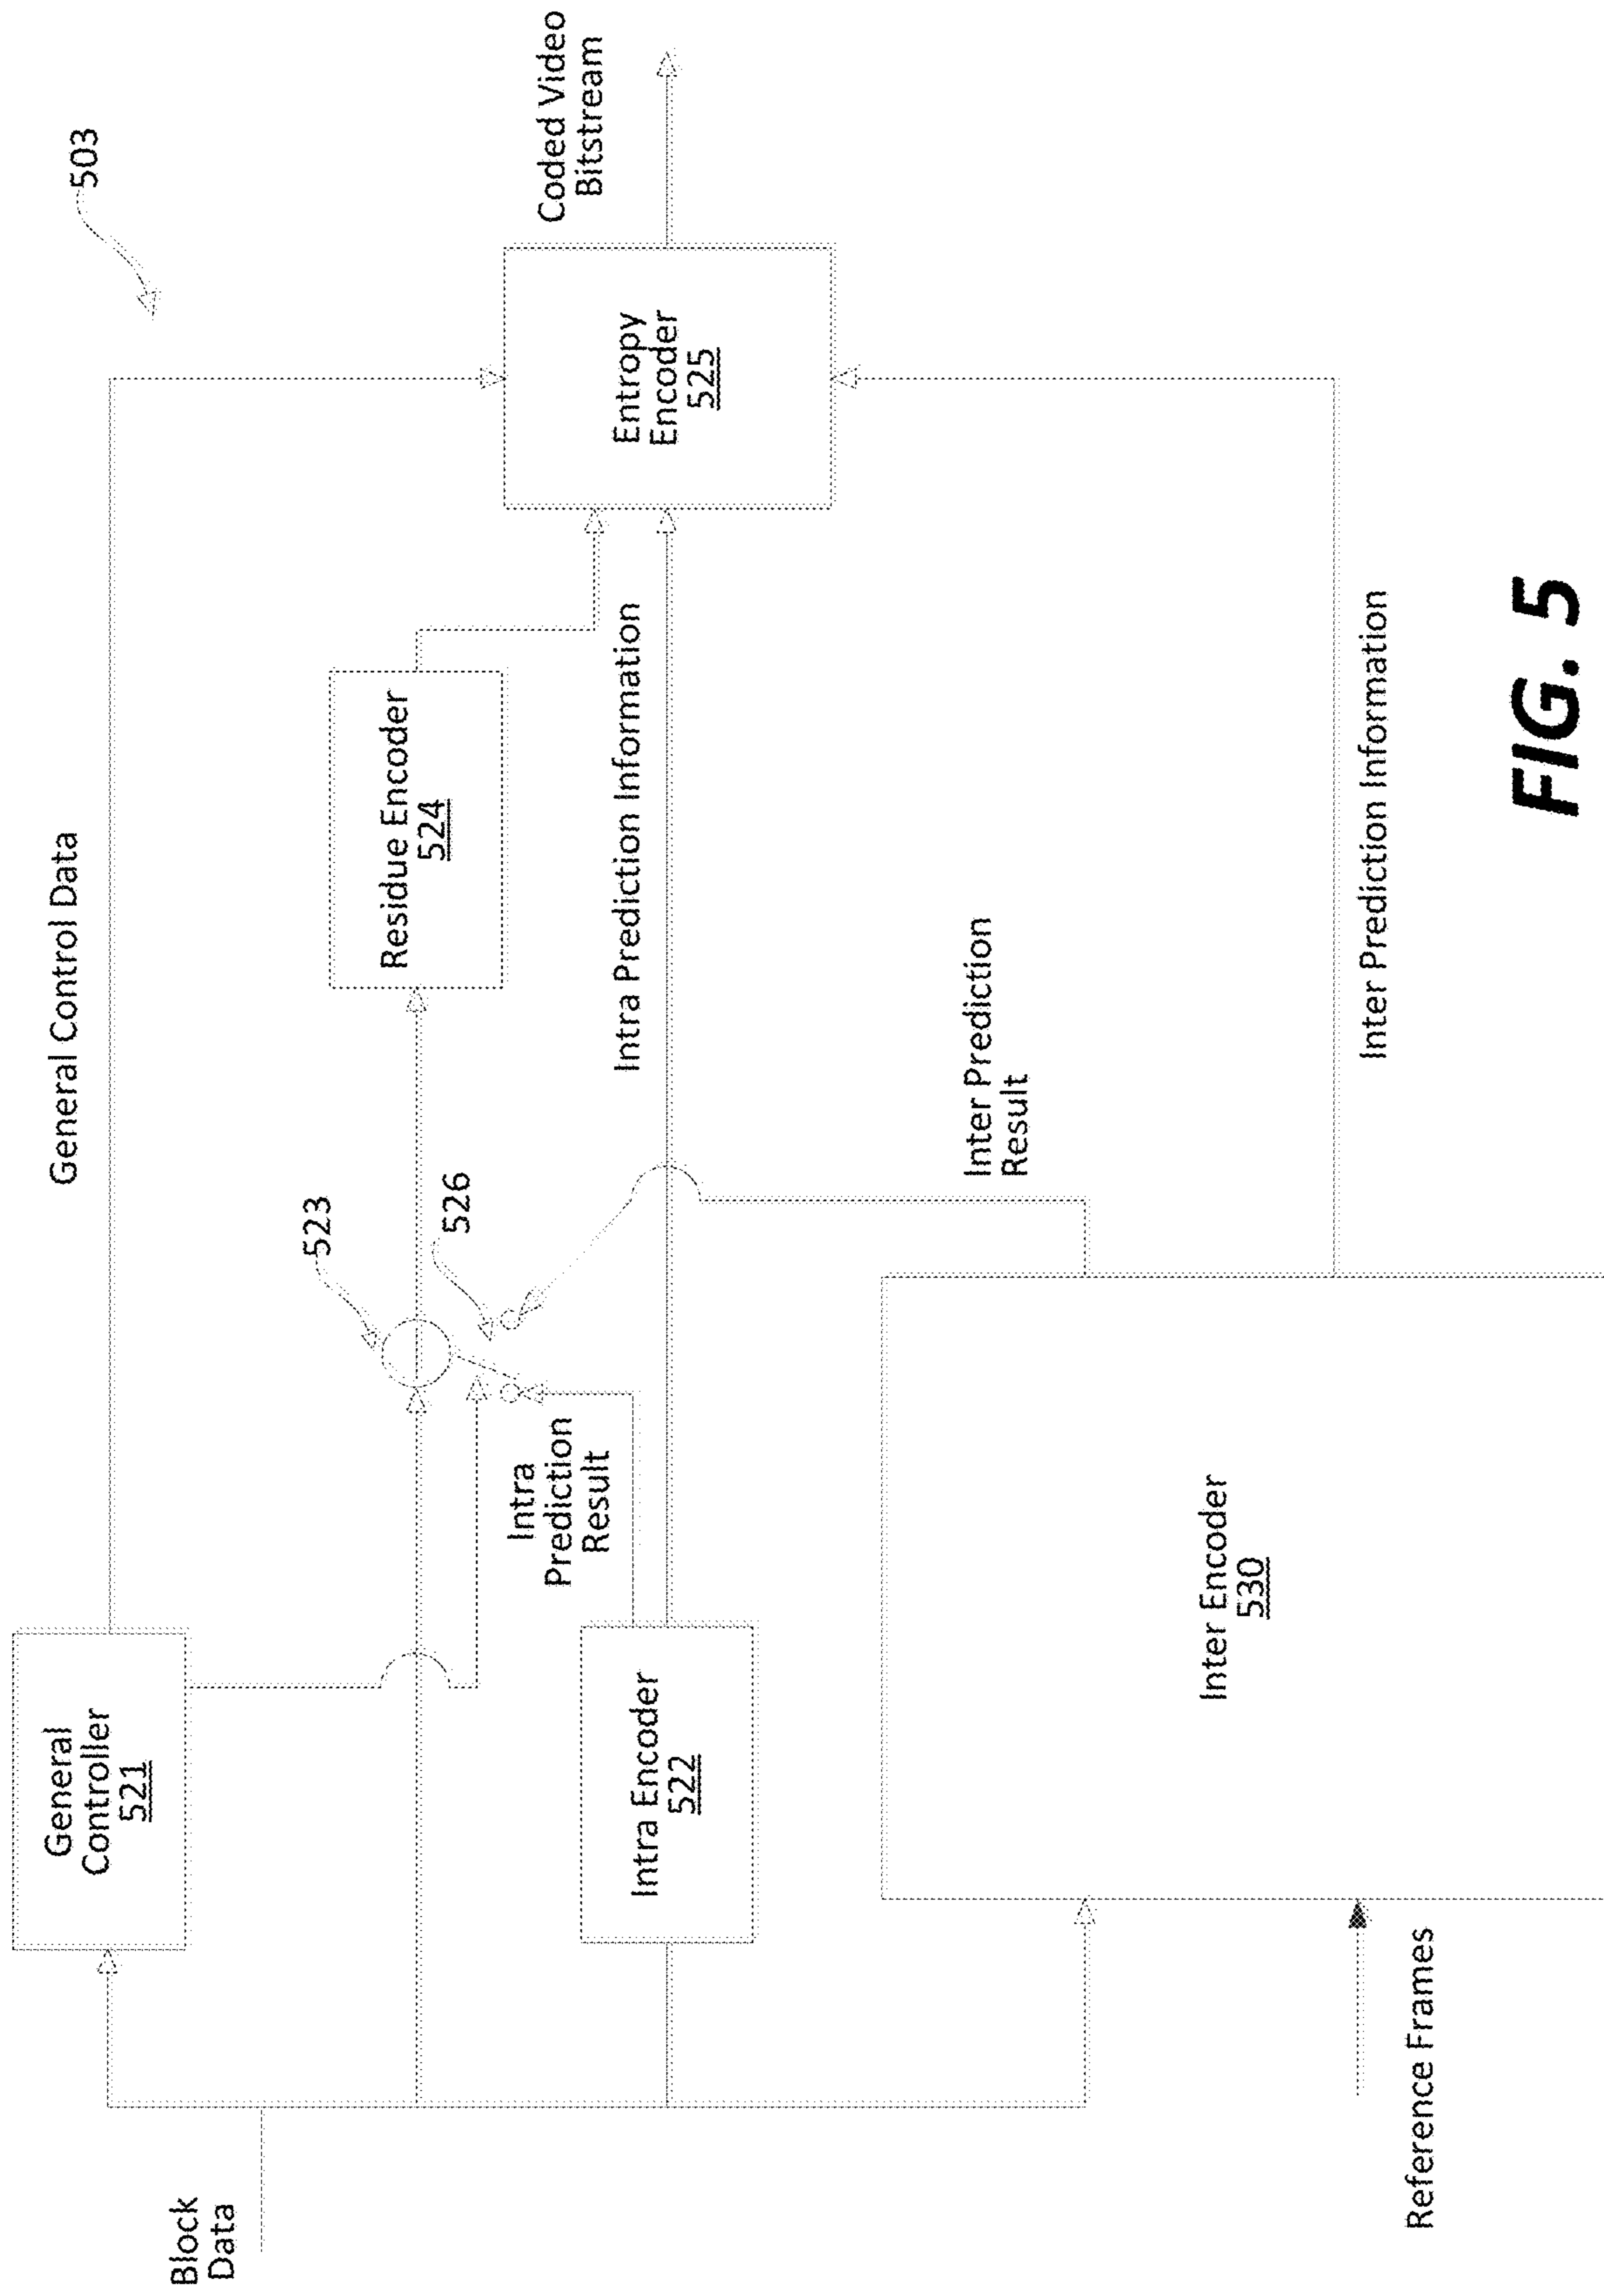 503
General Control Data
General
Controller
521
Block
Data
523
526
Residue Encoder
524
Coded Video
Bitstream
Entropy
Encoder
525
Intra
Prediction
Result
Intra Prediction Information
Intra Encoder
522
Inter Prediction
Result
Inter Encoder
530
Inter Prediction Information
Reference Frames
FIG. 5